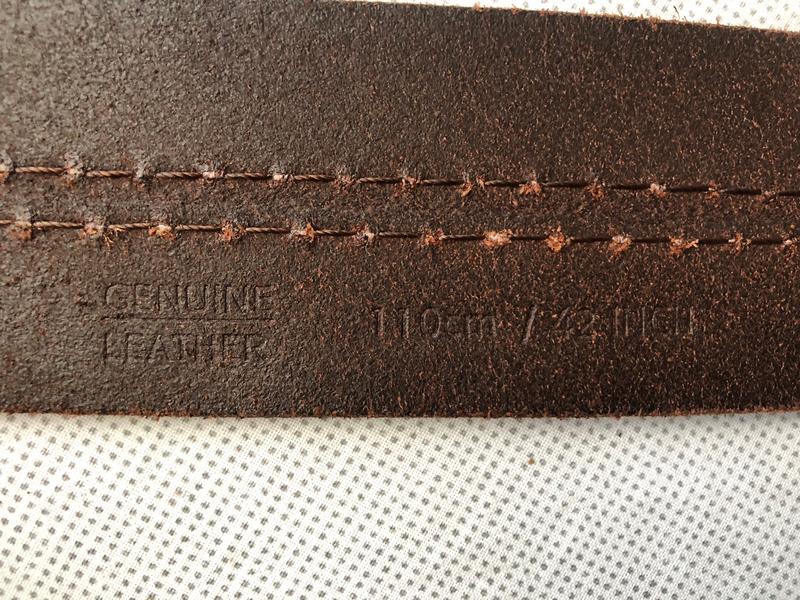 GENUINE
LEATHER
110cm / 42 INCH